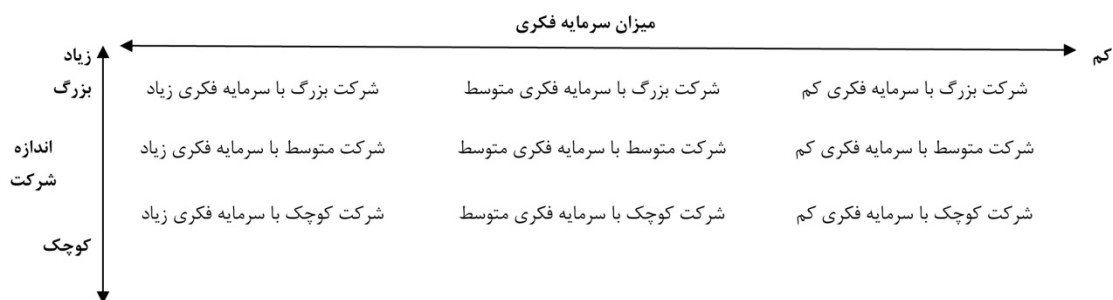 میزان سرمایه فکری
کم
زیاد
بزرگ
شرکت بزرگ با سرمایه فکری کم
شرکت بزرگ با سرمایه فکری متوسط
شرکت بزرگ با سرمایه فکری زیاد
اندازه
شرکت
شرکت متوسط با سرمایه فکری کم
شرکت متوسط با سرمایه فکری متوسط
شرکت متوسط با سرمایه فکری زیاد
شرکت کوچک با سرمایه فکری کم
شرکت کوچک با سرمایه فکری متوسط
شرکت کوچک با سرمایه فکری زیاد
کوچک